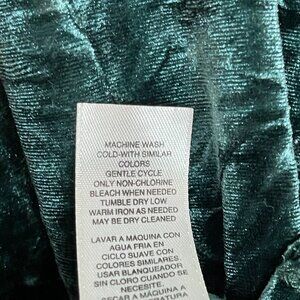 MACHINE WASH
COLD-WITH SIMILAR
COLORS
GENTLE CYCLE
ONLY NON-CHLORINE
BLEACH WHEN NEEDED
TUMBLE DRY LOW
WARM IRON AS NEEDED
MAY BE DRY CLEANED
LAVAR A MAQUINA CON
AGUA FRIA EN
CICLO SUAVE CON
COLORES SIMILARES.
USAR BLANQUEADOR
SIN CLORO CUANDO SE
NECESITE.
SECAR A MAQUINA A